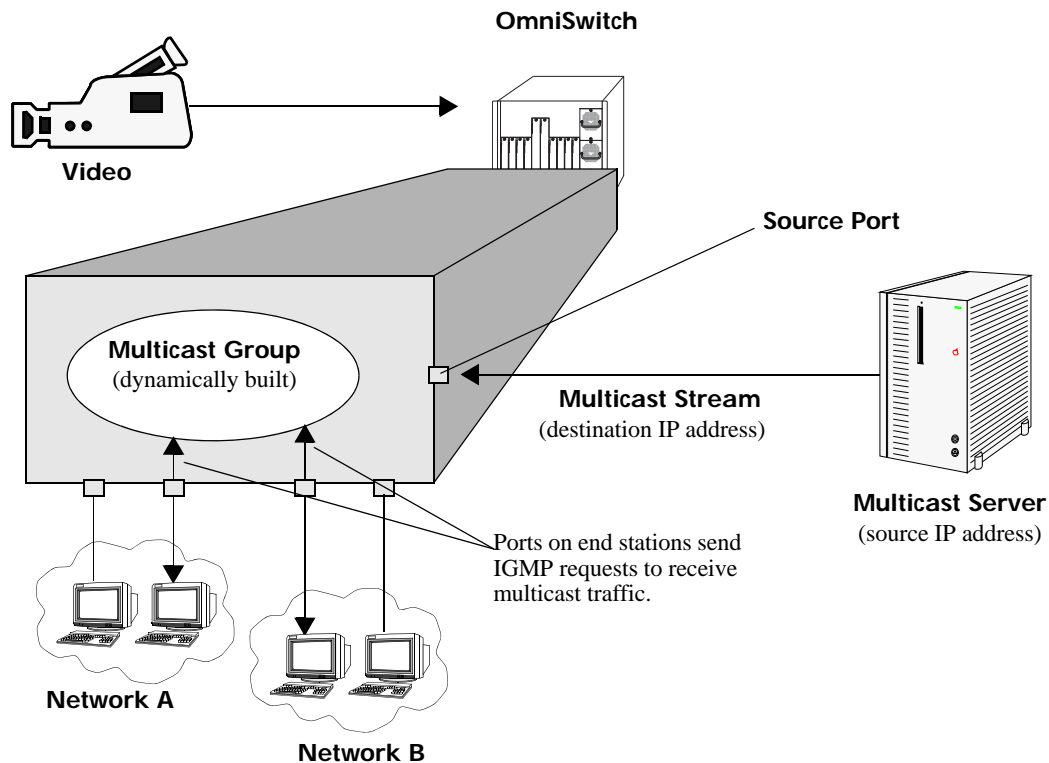 OmniSwitch
Video
Source Port
Multicast Group
(dynamically built)
Multicast Stream
(destination IP address)
Multicast Server
(source IP address)
Ports on end stations send
IGMP requests to receive
multicast traffic.
Network A
Network B